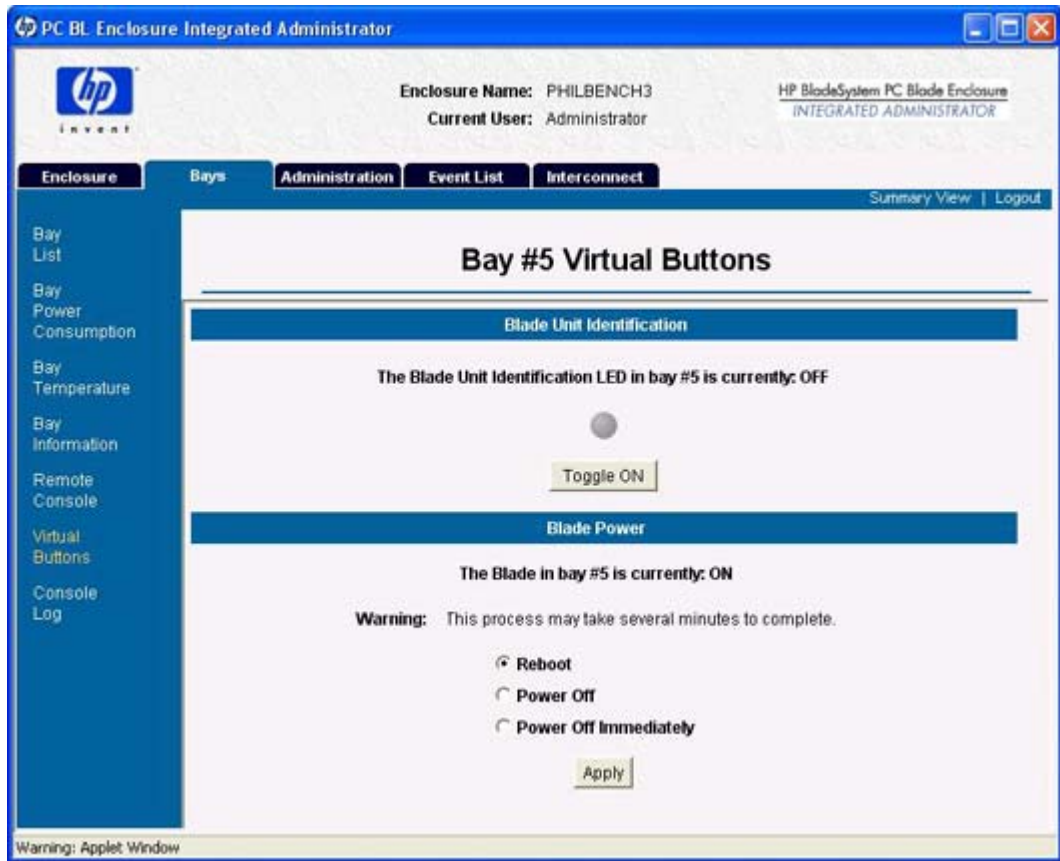 PC BL Enclosure Integrated Administrator
hp
invent
Enclosure Name: PHILBENCH3
Current User: Administrator
HP BladeSystem PC Blade Enclosure
INTEGRATED ADMINISTRATOR
Enclosure Bays Administration Event List Interconnect
Summary View | Logout
Bay
List
Bay
Power
Consumption
Bay
Temperature
Bay
Information
Remote
Console
Virtual
Buttons
Console
Log
Bay #5 Virtual Buttons
Blade Unit Identification
The Blade Unit Identification LED in bay #5 is currently: OFF
Toggle ON
Blade Power
The Blade in bay #5 is currently: ON
Warning: This process may take several minutes to complete.
Reboot
Power Off
Power Off Immediately
Apply
Warning: Applet Window